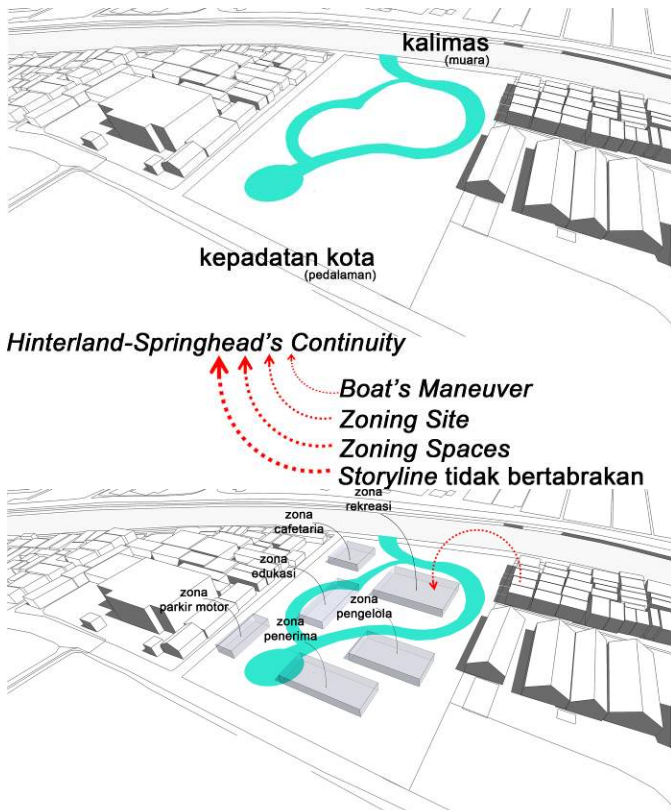 kalimas
(muara)
kepadatan kota
(pedalaman)
Hinterland-Springhead's Continuity
Boat's Maneuver
Zoning Site
Zoning Spaces
Storyline tidak bertabrakan
zona
rekreasi
zona
cafetaria
zona
edukasi
zona
parkir motor
zona
pengelola
zona
penerima